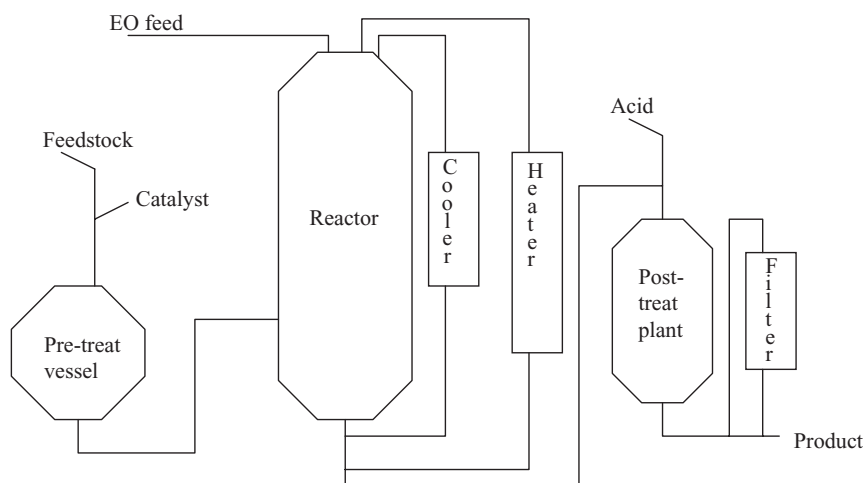 EO feed
Feedstock
Catalyst
Pre-treat
vessel
Reactor
Cooler
Heater
Acid
Post-
treat
plant
Filter
Product